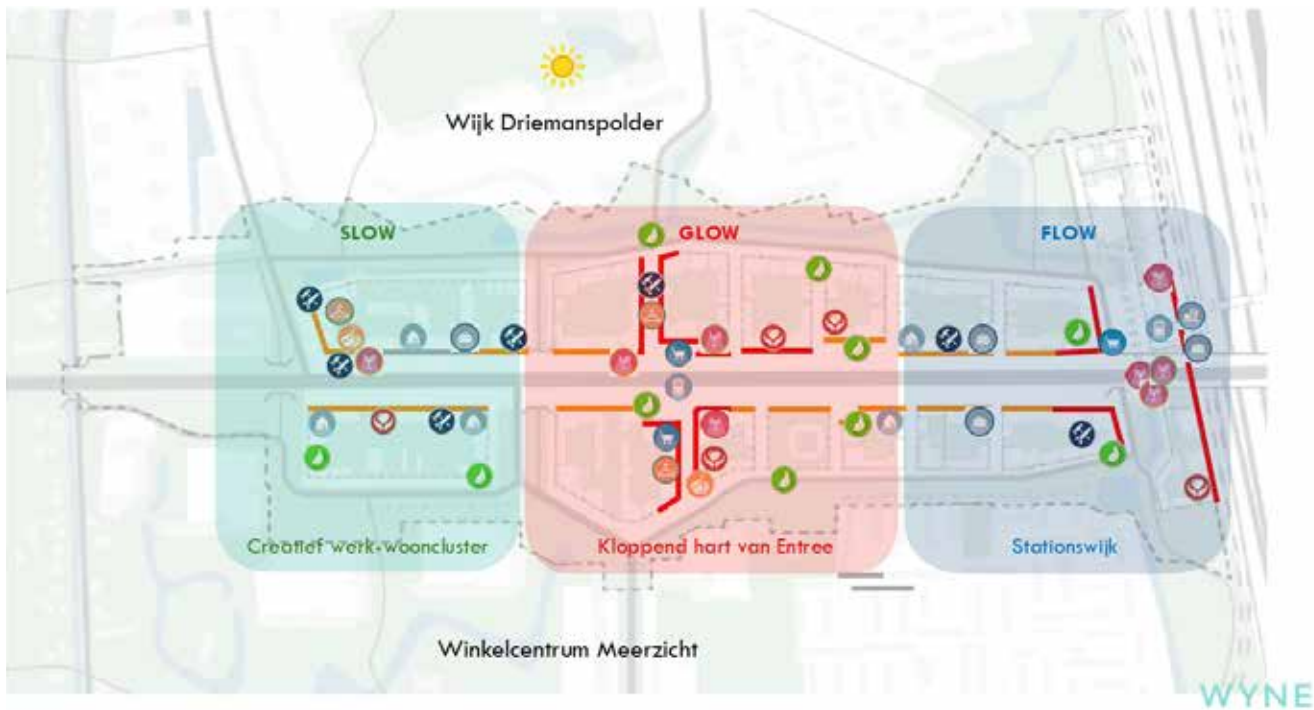 Wijk Driemanspolder
SLOW
GLOW
FLOW
Creatief werk-wooncluster
Kloppend hart van Entree
Stationswijk
Winkelcentrum Meerzicht
WYNE